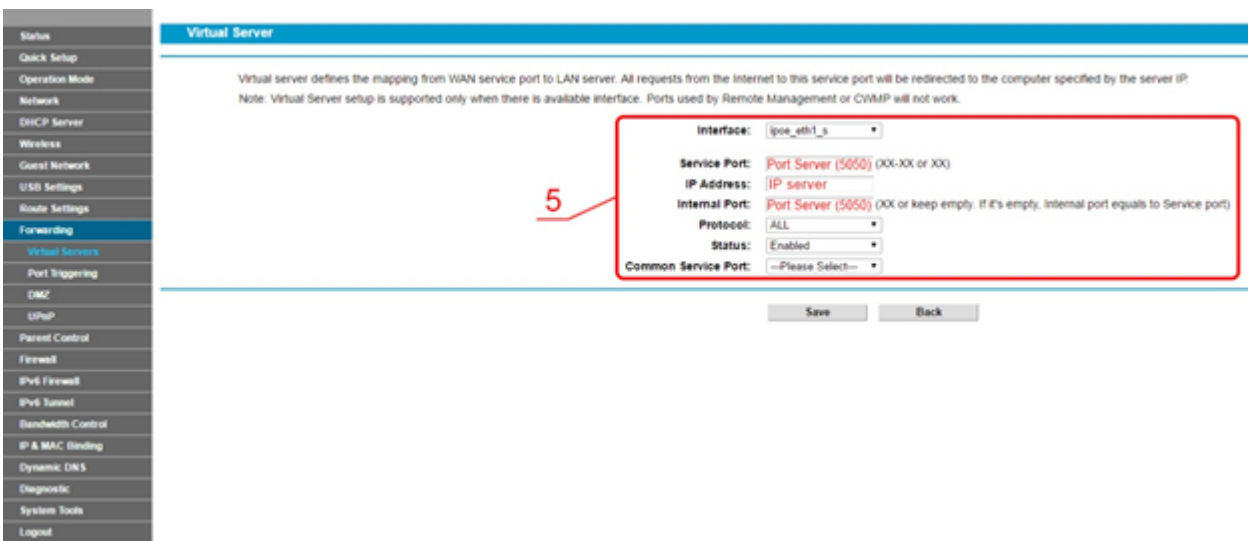 Status
Quick Setup
Operation Mode
Network
DHCP Server
Wireless
Guest Network
USB Settings
Route Settings
Forwarding
Virtual Servers
Port Triggering
DMZ
UPnP
Parent Control
Firewall
IPv6 Firewall
IPv6 Tunnel
Bandwidth Control
IP & MAC Binding
Dynamic DNS
Diagnostic
System Tools
Logout
Virtual Server
Virtual server defines the mapping from WAN service port to LAN server. All requests from the Internet to this service port will be redirected to the computer specified by the server IP.
Note: Virtual Server setup is supported only when there is available interface. Ports used by Remote Management or CWMP will not work.
5
Interface: ipoe_eth1_s
Service Port: Port Server (5050) (XX-XX or XX)
IP Address: IP server
Internal Port: Port Server (5050) (XX or keep empty. If it's empty, Internal port equals to Service port)
Protocol: ALL
Status: Enabled
Common Service Port: ---Please Select---
Save Back